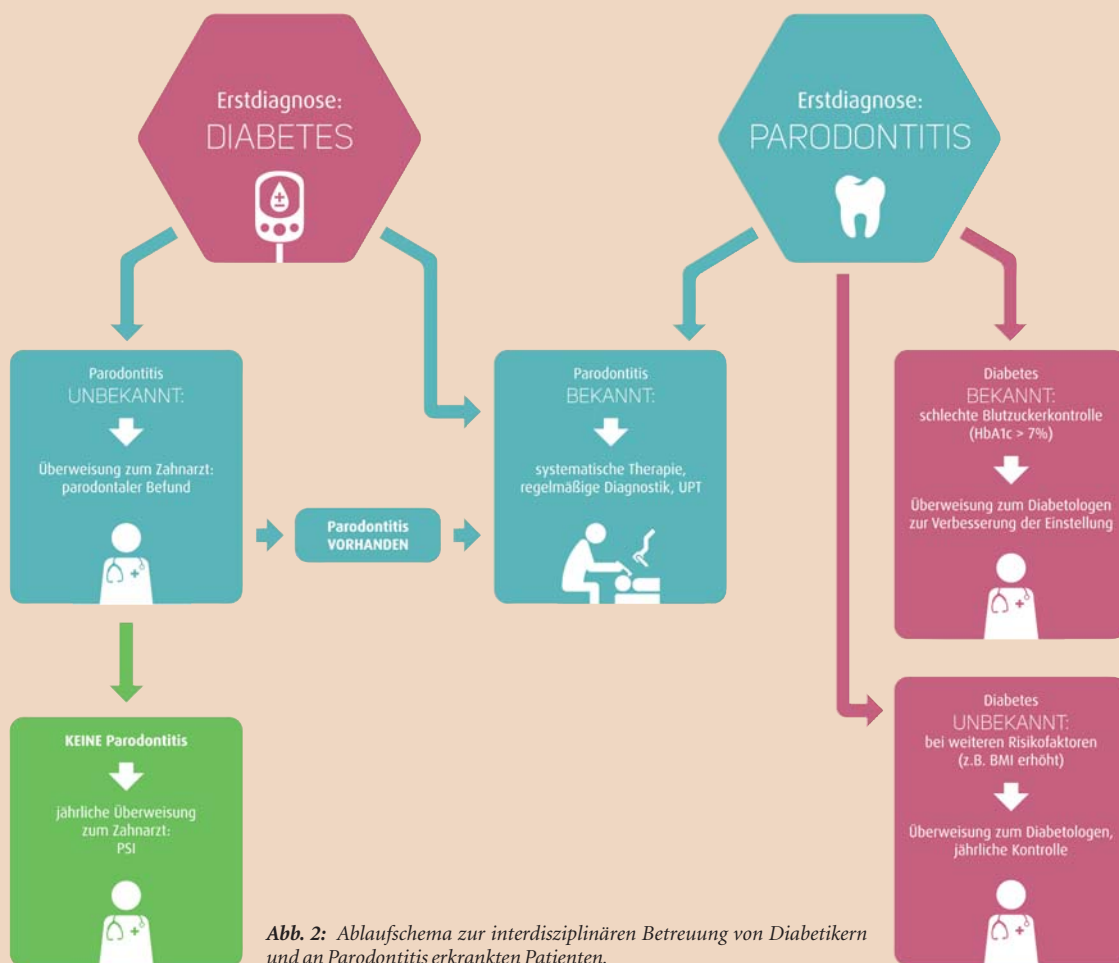 Erstdiagnose:
DIABETES
Erstdiagnose:
PARODONTITIS
Parodontitis
UNBEKANNT:
Überweisung zum Zahnarzt:
parodontaler Befund
Parodontitis
VORHANDEN
Parodontitis
BEKANNT:
systematische Therapie,
regelmäßige Diagnostik, UPT
Diabetes
BEKANNT:
schlechte Blutzuckerkontrolle
(HbA1c > 7%)
Überweisung zum Diabetologen
zur Verbesserung der Einstellung
KEINE Parodontitis
jährliche Überweisung
zum Zahnarzt:
PSI
Diabetes
UNBEKANNT:
bei weiteren Risikofaktoren
(z.B. BMI erhöht)
Überweisung zum Diabetologen,
jährliche Kontrolle
Abb. 2: Ablaufschema zur interdisziplinären Betreuung von Diabetikern
und an Parodontitis erkrankten Patienten.